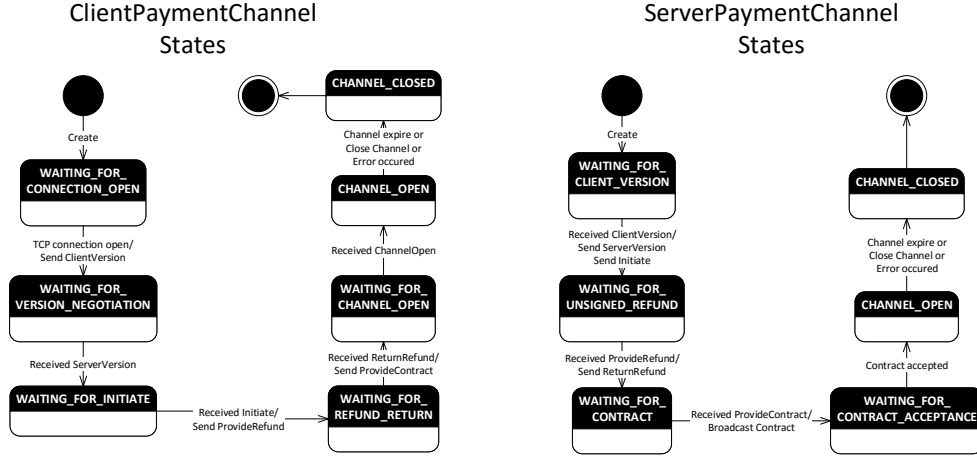 ClientPaymentChannel
States
Create
WAITING_FOR_
CONNECTION_OPEN
TCP connection open/
Send ClientVersion
WAITING_FOR_
VERSION_NEGOTIATION
Received ServerVersion
WAITING_FOR_INITIATE
Received Initiate/
Send ProvideRefund
WAITING_FOR_
REFUND_RETURN
Received ReturnRefund/
Send ProvideContract
WAITING_FOR_
CHANNEL_OPEN
Received ChannelOpen
CHANNEL_OPEN
Channel expire or
Close Channel or
Error occured
CHANNEL_CLOSED
ServerPaymentChannel
States
Create
WAITING_FOR_
CLIENT_VERSION
Received ClientVersion/
Send ServerVersion
Send Initiate
WAITING_FOR_
UNSIGNED_REFUND
Received ProvideRefund/
Send ReturnRefund
WAITING_FOR_
CONTRACT
Received ProvideContract/
Broadcast Contract
WAITING_FOR_
CONTRACT_ACCEPTANCE
Contract accepted
CHANNEL_OPEN
Channel expire or
Close Channel or
Error occured
CHANNEL_CLOSED